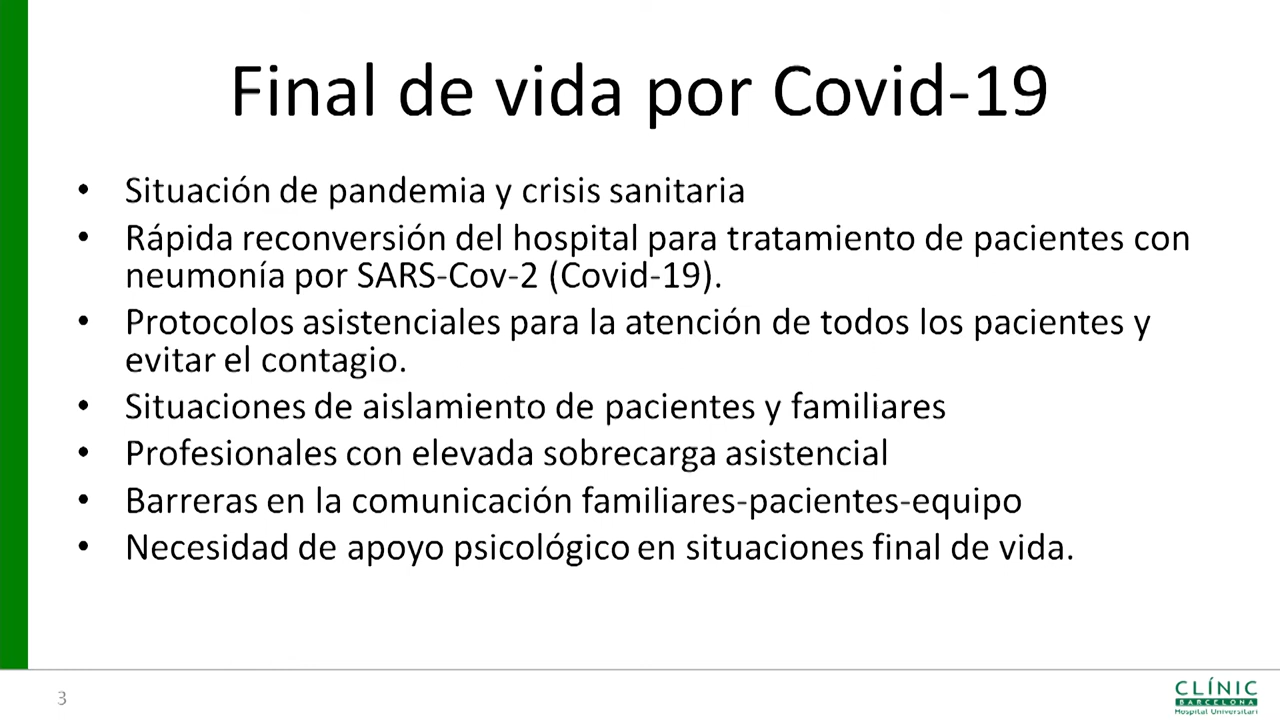 Final de vida por Covid-19
• Situación de pandemia y crisis sanitaria
• Rápida reconversión del hospital para tratamiento de pacientes con
neumonía por SARS-Cov-2 (Covid-19).
• Protocolos asistenciales para la atención de todos los pacientes y
evitar el contagio.
• Situaciones de aislamiento de pacientes y familiares
• Profesionales con elevada sobrecarga asistencial
• Barreras en la comunicación familiares-pacientes-equipo
• Necesidad de apoyo psicológico en situaciones final de vida.
3
CLÍNIC
BARCELONA
Hospital Universitari